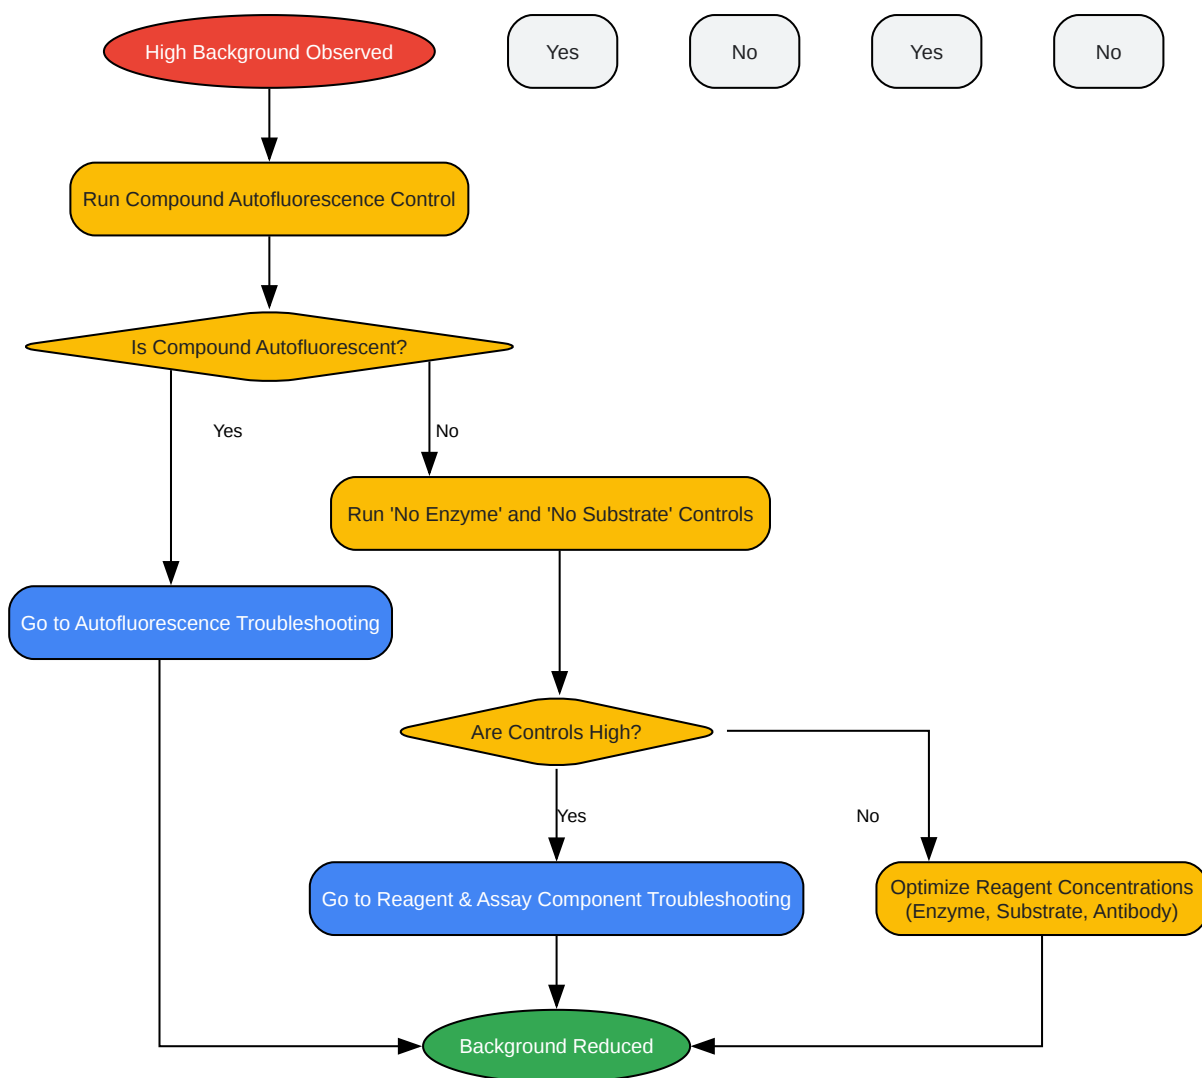 High Background Observed
Yes
No
Yes
No
Run Compound Autofluorescence Control
Is Compound Autofluorescent?
Yes
No
Run 'No Enzyme' and 'No Substrate' Controls
Go to Autofluorescence Troubleshooting
Are Controls High?
Yes
No
Go to Reagent & Assay Component Troubleshooting
Optimize Reagent Concentrations
(Enzyme, Substrate, Antibody)
Background Reduced